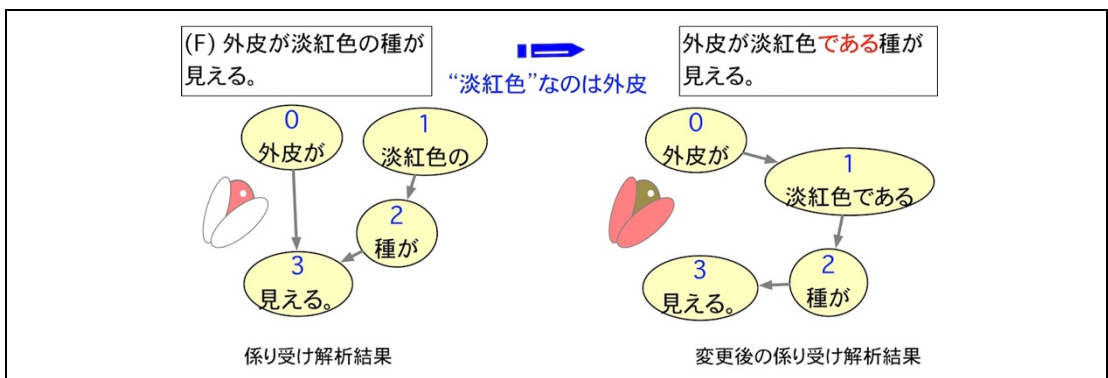 (F) 外皮が淡紅色の種が
見える。
“淡紅色”なのは外皮
外皮が淡紅色である種が
見える。
0
外皮が
1
淡紅色の
2
種が
3
見える。
係り受け解析結果
0
外皮が
1
淡紅色である
2
種が
3
見える。
変更後の係り受け解析結果